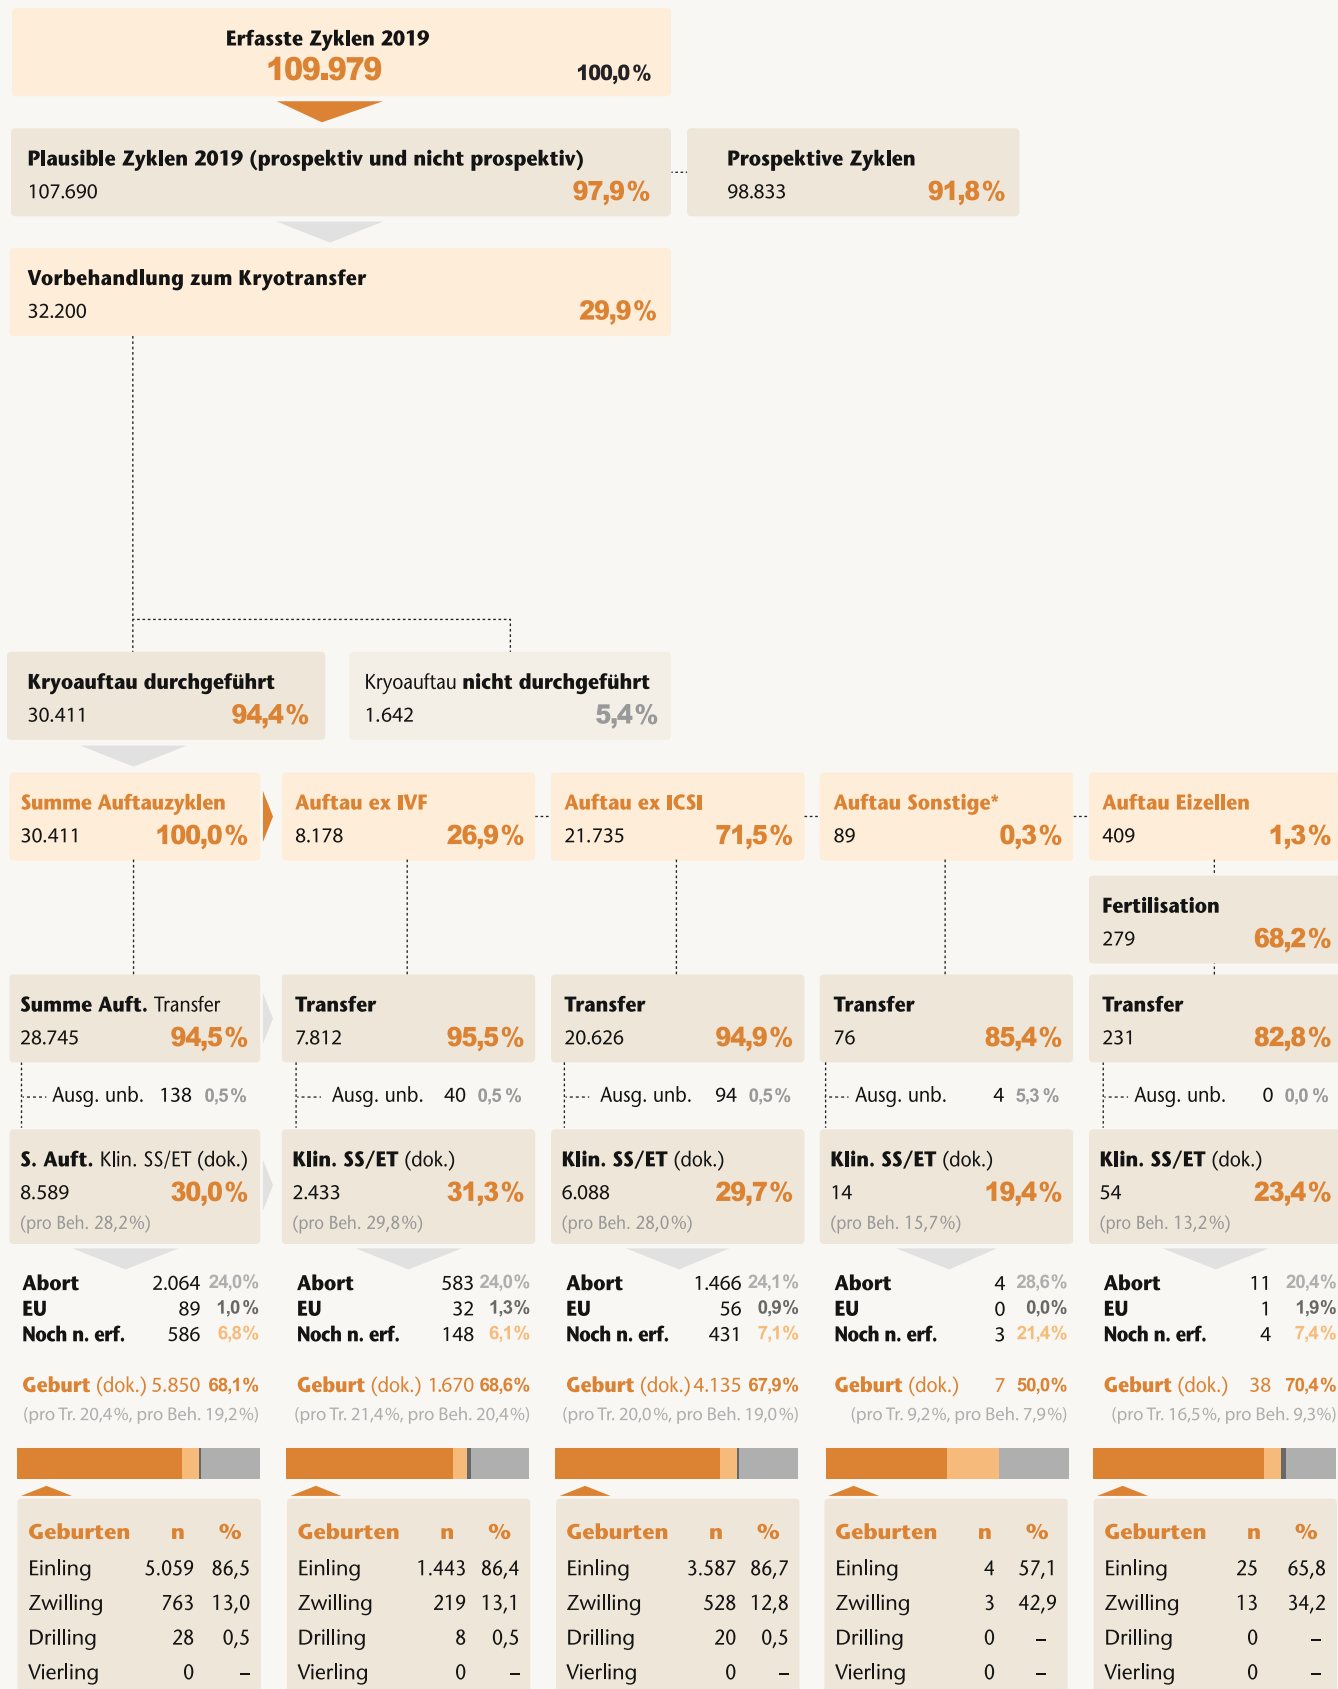 Erfasste Zyklen 2019
109.979 100,0%
Plausible Zyklen 2019 (prospektiv und nicht prospektiv)
107.690 97,9%
Prospektive Zyklen
98.833 91,8%
Vorbehandlung zum Kryotransfer
32.200 29,9%
Kryoauftau durchgeführt
30.411 94,4%
Kryoauftau nicht durchgeführt
1.642 5,4%
Summe Auftauzyklen
30.411 100,0%
Auftau ex IVF
8.178 26,9%
Auftau ex ICSI
21.735 71,5%
Auftau Sonstige*
89 0,3%
Auftau Eizellen
409 1,3%
Fertilisation
279 68,2%
Summe Auft. Transfer
28.745 94,5%
Transfer
7.812 95,5%
Transfer
20.626 94,9%
Transfer
76 85,4%
Transfer
231 82,8%
Ausg. unb. 138 0,5%
Ausg. unb. 40 0,5%
Ausg. unb. 94 0,5%
Ausg. unb. 4 5,3%
Ausg. unb. 0 0,0%
S. Auft. Klin. SS/ET (dok.)
8.589 30,0%
(pro Beh. 28,2%)
Klin. SS/ET (dok.)
2.433 31,3%
(pro Beh. 29,8%)
Klin. SS/ET (dok.)
6.088 29,7%
(pro Beh. 28,0%)
Klin. SS/ET (dok.)
14 19,4%
(pro Beh. 15,7%)
Klin. SS/ET (dok.)
54 23,4%
(pro Beh. 13,2%)
Abort 2.064 24,0%
EU 89 1,0%
Noch n. erf. 586 6,8%
Geburt (dok.) 5.850 68,1%
(pro Tr. 20,4%, pro Beh. 19,2%)
Abort 583 24,0%
EU 32 1,3%
Noch n. erf. 148 6,1%
Geburt (dok.) 1.670 68,6%
(pro Tr. 21,4%, pro Beh. 20,4%)
Abort 1.466 24,1%
EU 56 0,9%
Noch n. erf. 431 7,1%
Geburt (dok.) 4.135 67,9%
(pro Tr. 20,0%, pro Beh. 19,0%)
Abort 4 28,6%
EU 0 0,0%
Noch n. erf. 3 21,4%
Geburt (dok.) 7 50,0%
(pro Tr. 9,2%, pro Beh. 7,9%)
Abort 11 20,4%
EU 1 1,9%
Noch n. erf. 4 7,4%
Geburt (dok.) 38 70,4%
(pro Tr. 16,5%, pro Beh. 9,3%)
Geburten n %
Einling 5.059 86,5
Zwilling 763 13,0
Drilling 28 0,5
Vierling 0 –
Geburten n %
Einling 1.443 86,4
Zwilling 219 13,1
Drilling 8 0,5
Vierling 0 –
Geburten n %
Einling 3.587 86,7
Zwilling 528 12,8
Drilling 20 0,5
Vierling 0 –
Geburten n %
Einling 4 57,1
Zwilling 3 42,9
Drilling 0 –
Vierling 0 –
Geburten n %
Einling 25 65,8
Zwilling 13 34,2
Drilling 0 –
Vierling 0 –